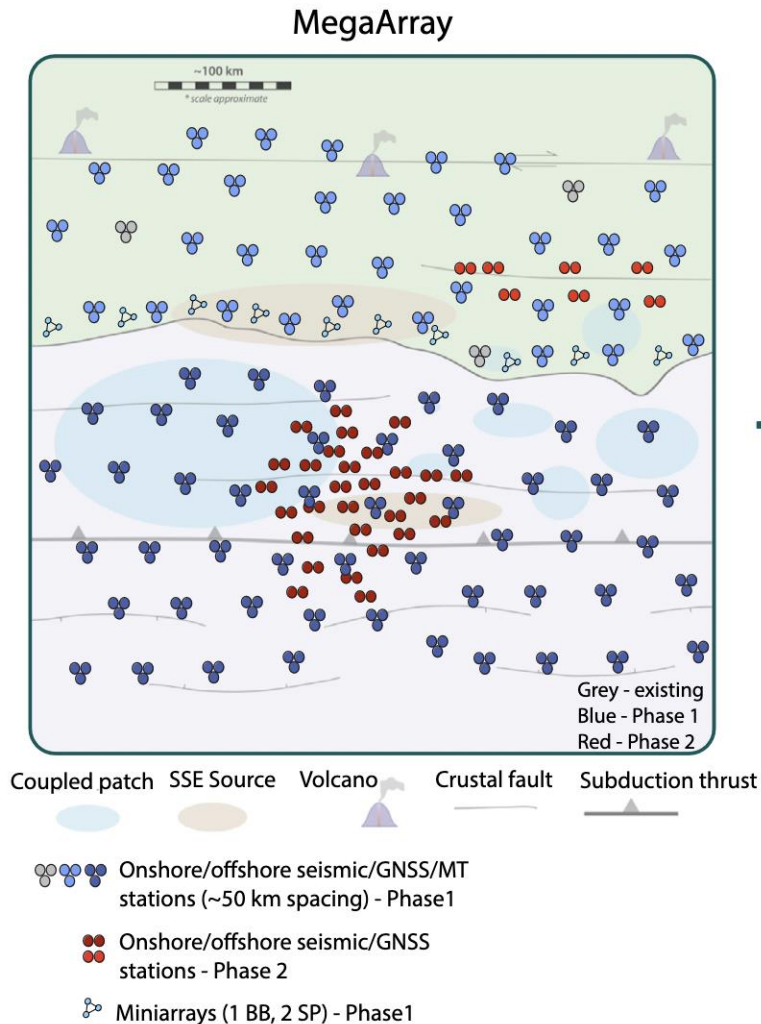 MegaArray
~100 km
* scale approximate
Grey - existing
Blue - Phase 1
Red - Phase 2
Coupled patch SSE Source Volcano Crustal fault Subduction thrust
Onshore/offshore seismic/GNSS/MT
stations (~50 km spacing) - Phase1
Onshore/offshore seismic/GNSS
stations - Phase 2
Miniarrays (1 BB, 2 SP) - Phase1